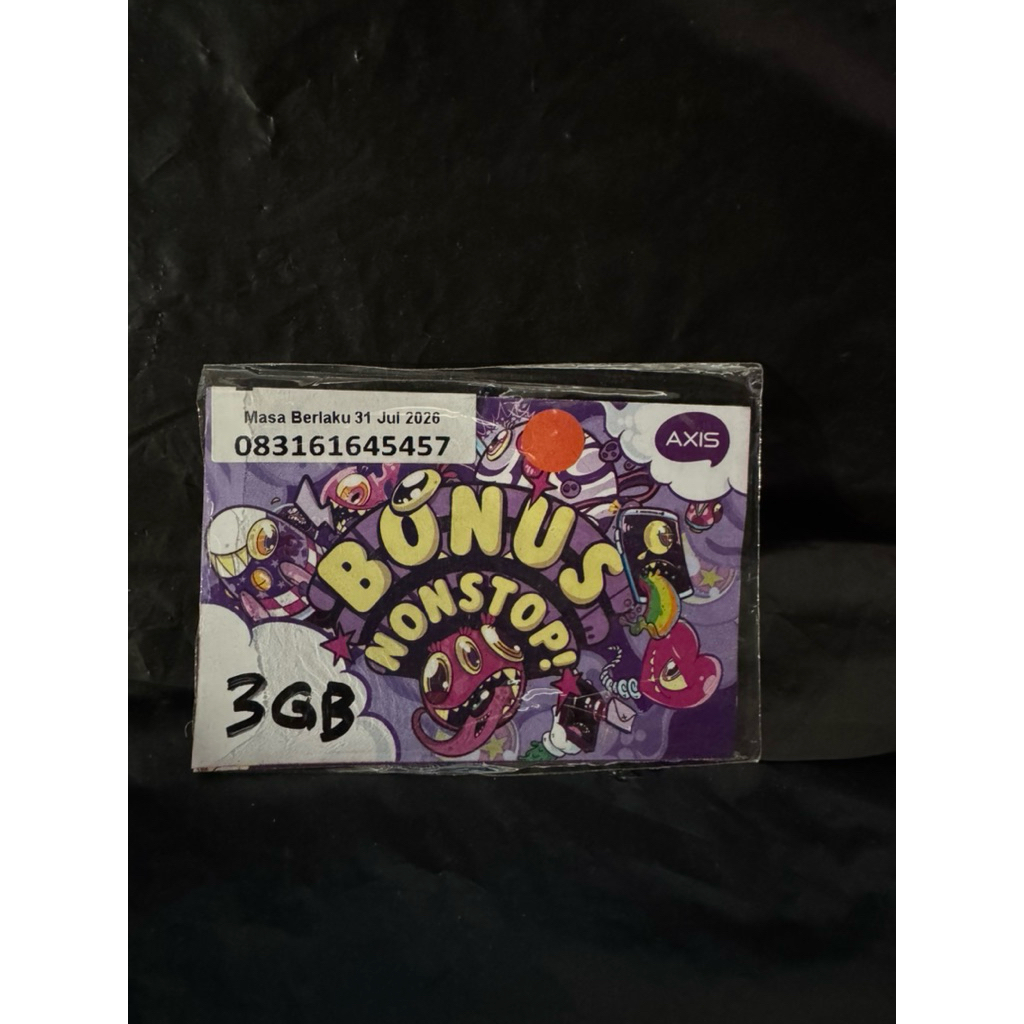 Masa Berlaku 31 Jul 2026
083161645457
AXIS
BONUS
NONSTOP!
3GB